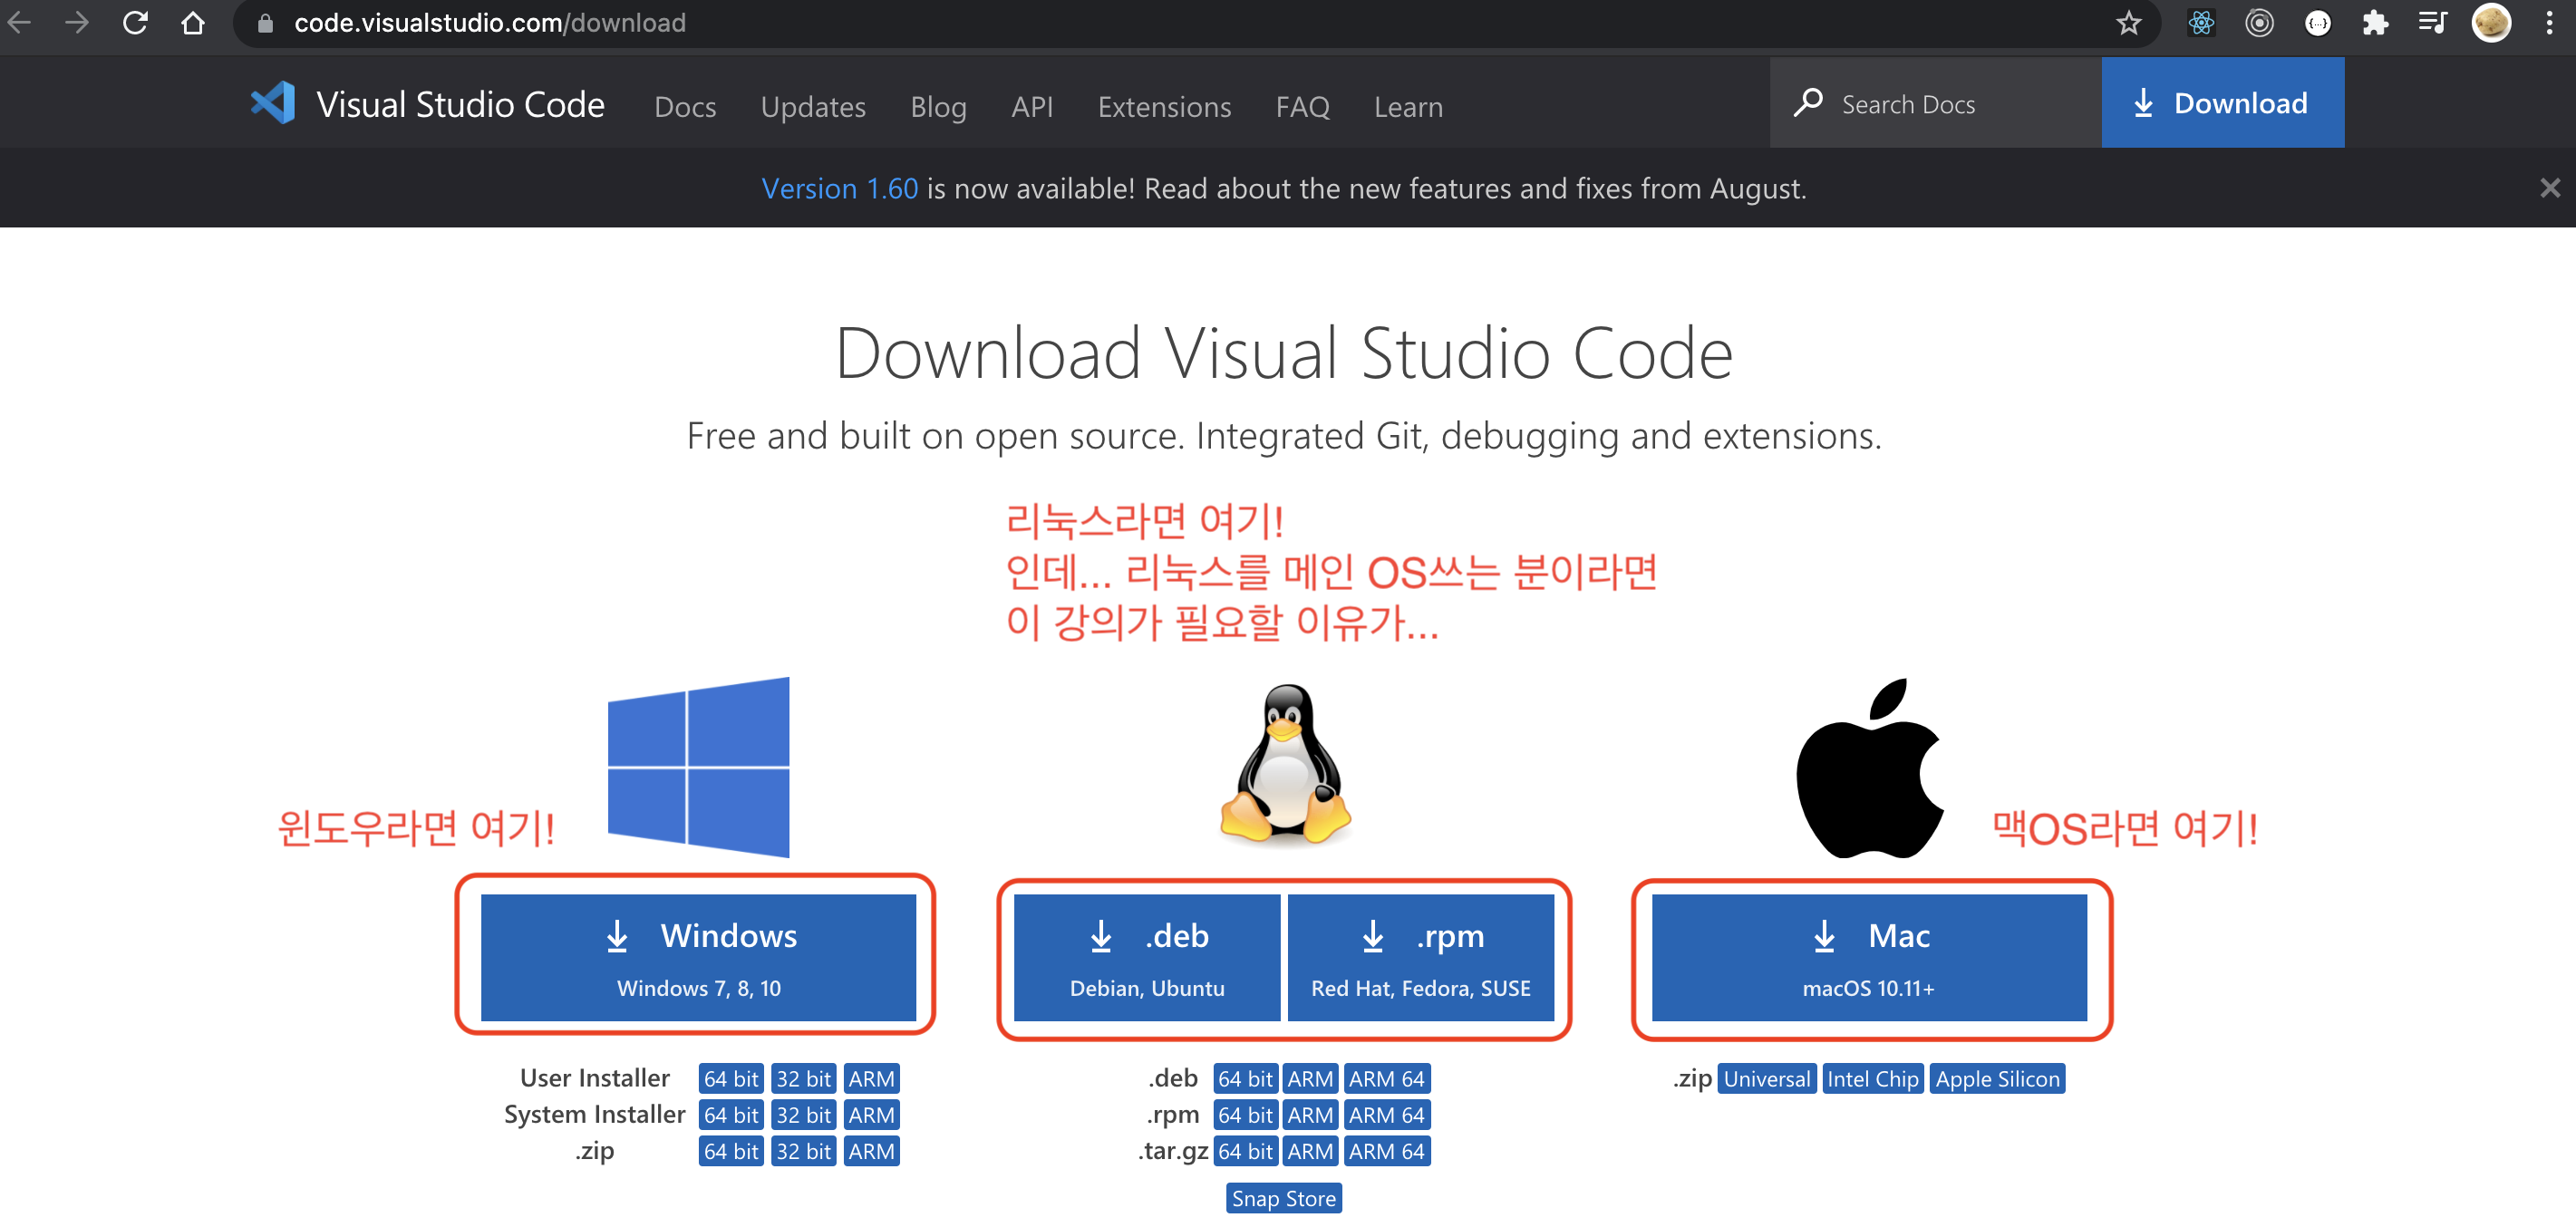 code.visualstudio.com/download
Visual Studio Code Docs Updates Blog API Extensions FAQ Learn Search Docs Download
Version 1.60 is now available! Read about the new features and fixes from August.
Download Visual Studio Code
Free and built on open source. Integrated Git, debugging and extensions.
리눅스라면 여기!
인데... 리눅스를 메인 OS쓰는 분이라면
이 강의가 필요할 이유가...
윈도우라면 여기!
맥OS라면 여기!
Windows
Windows 7, 8, 10
.deb
Debian, Ubuntu
.rpm
Red Hat, Fedora, SUSE
Mac
macOS 10.11+
User Installer 64 bit 32 bit ARM
System Installer 64 bit 32 bit ARM
.zip 64 bit 32 bit ARM
.deb 64 bit ARM ARM 64
.rpm 64 bit ARM ARM 64
.tar.gz 64 bit ARM ARM 64
Snap Store
.zip Universal Intel Chip Apple Silicon